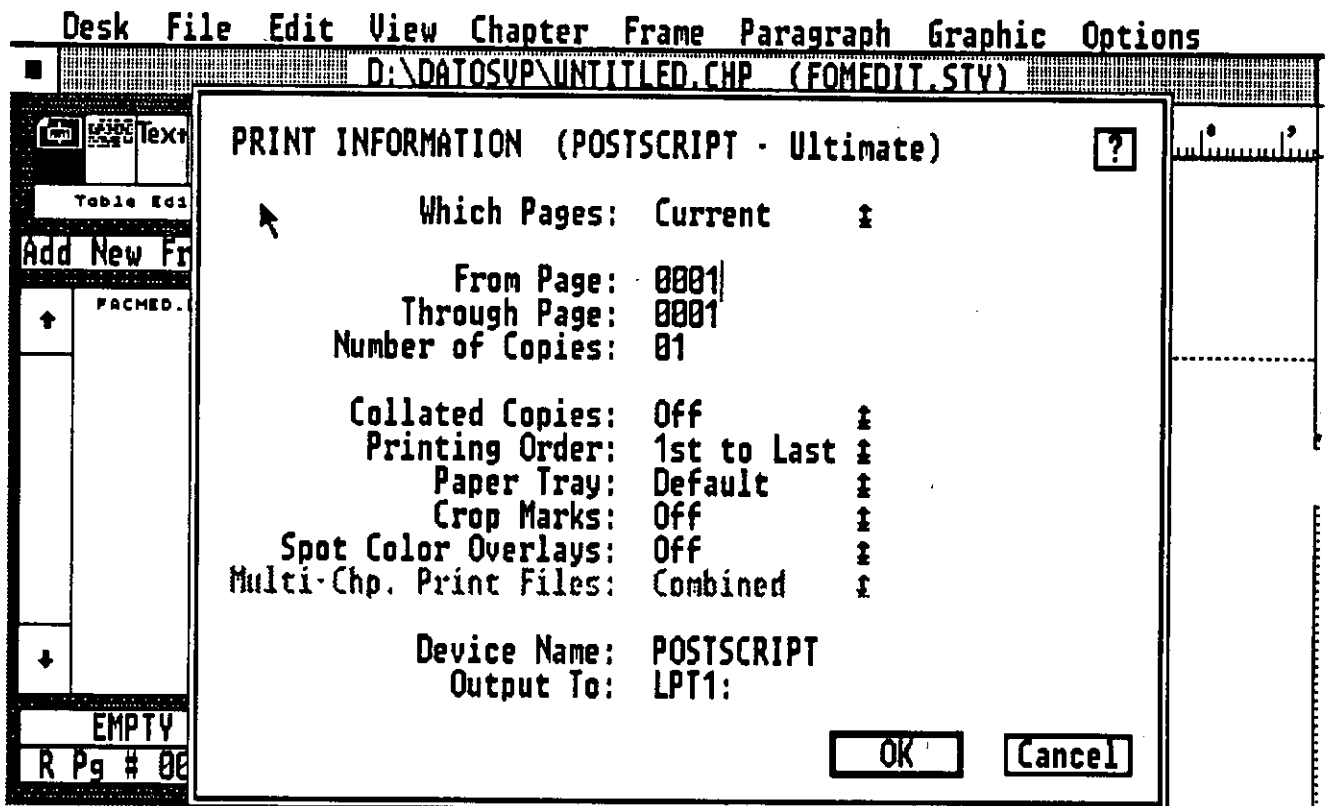 Desk File Edit View Chapter Frame Paragraph Graphic Options
D:\DATOSVP\UNTITLED.CHP (FOMEDIT.STY)
Text
PRINT INFORMATION (POSTSCRIPT - Ultimate)
?
8 9
Table Edi
Which Pages: Current
Add New Fr
From Page: 0001
FACMED.
Through Page: 0001
Number of Copies: 01
Collated Copies: Off
Printing Order: 1st to Last
Paper Tray: Default
Crop Marks: Off
Spot Color Overlays: Off
Multi-Chp. Print Files: Combined
Device Name: POSTSCRIPT
Output To: LPT1:
EMPTY
OK Cancel
R Pg # 00